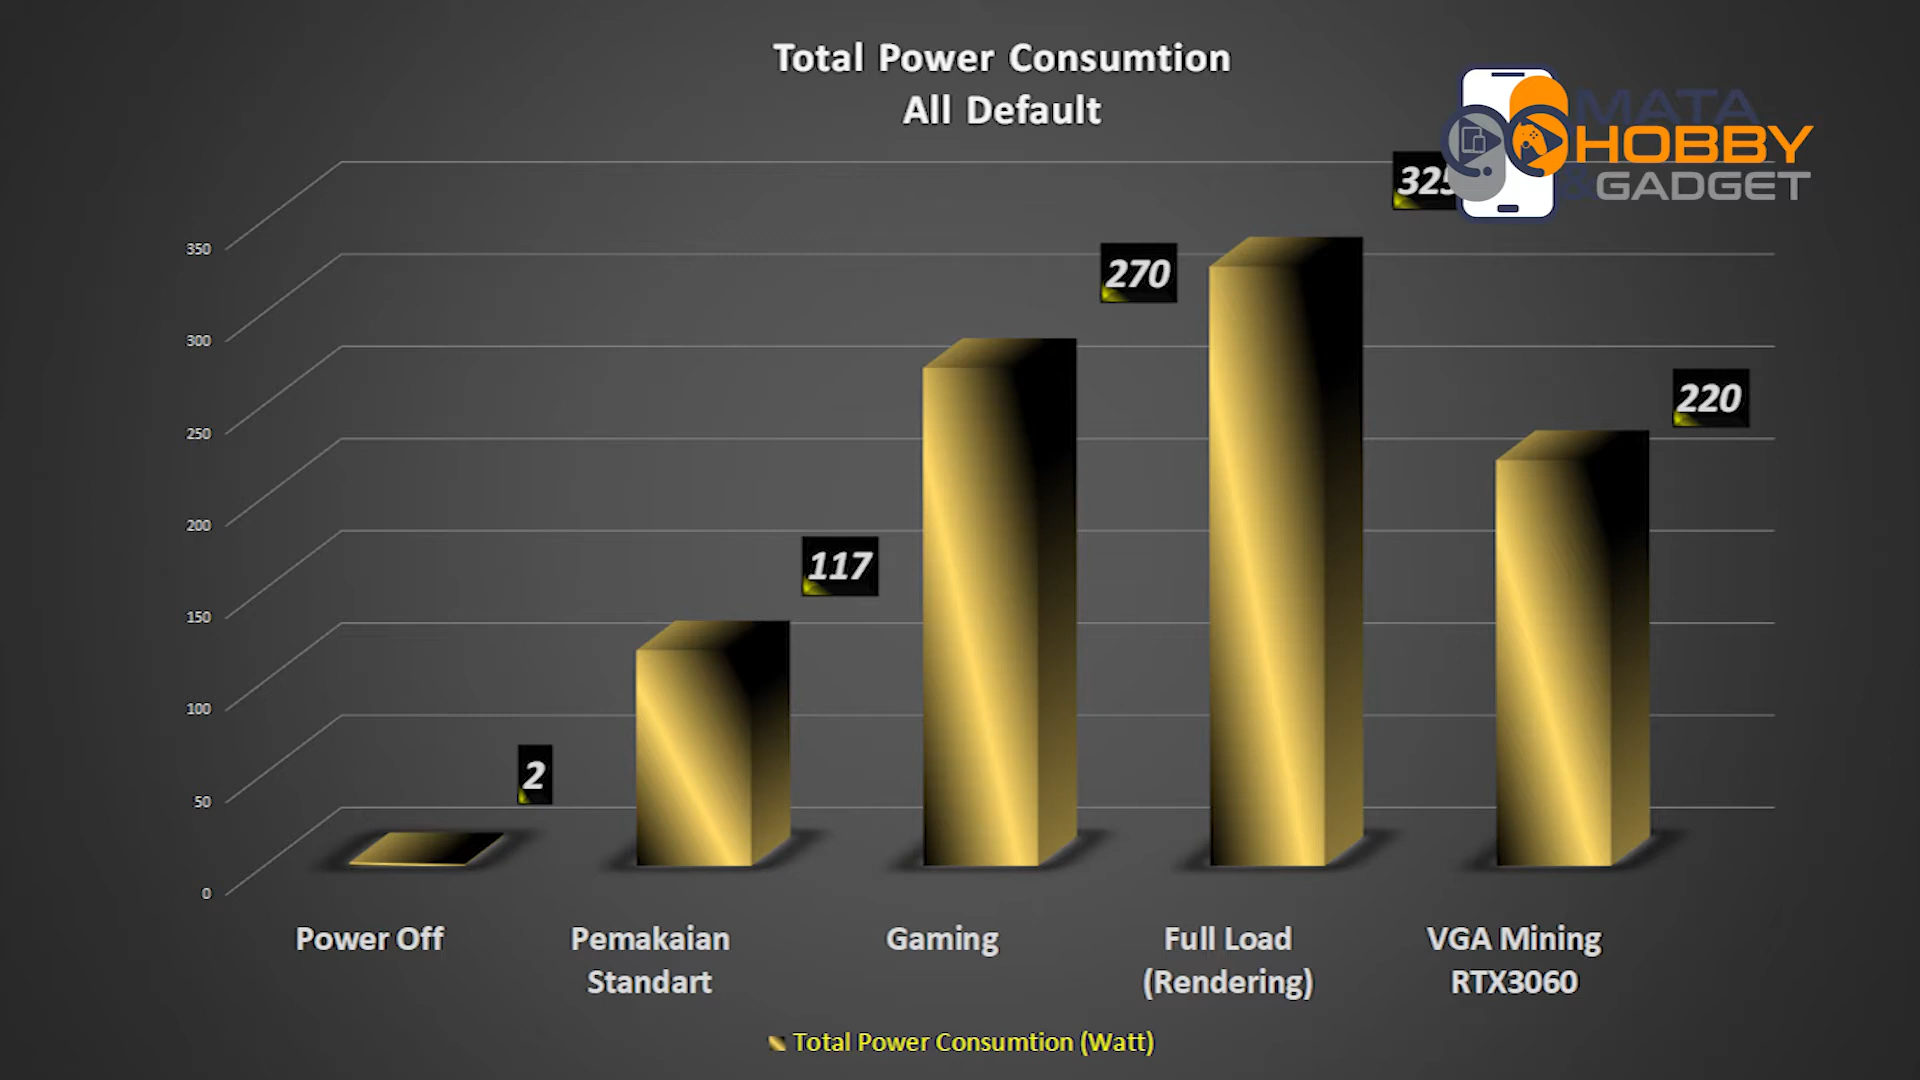 Total Power Consumtion
All Default
MATA
HOBBY
&GADGET
325
350
270
300
220
250
200
117
150
100
2
50
0
Power Off
Pemakaian
Standart
Gaming
Full Load
(Rendering)
VGA Mining
RTX3060
Total Power Consumtion (Watt)